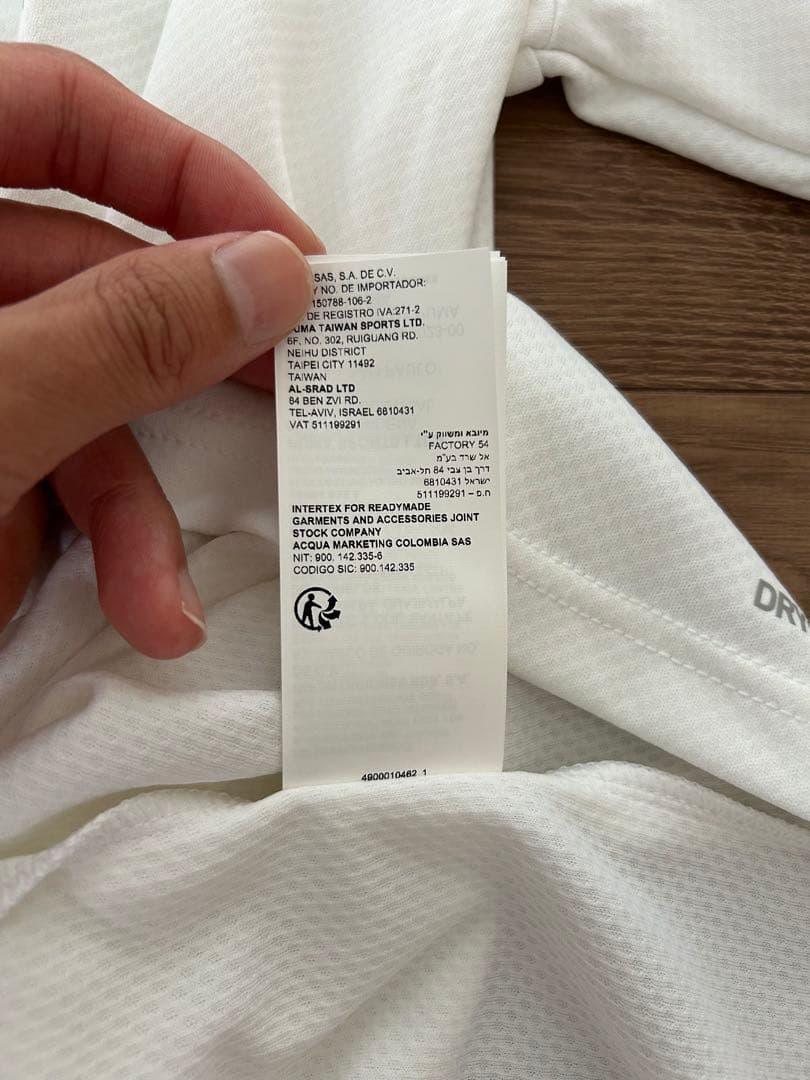 SAS, S.A. DE C.V.
Y NO. DE IMPORTADOR:
150788-106-2
DE REGISTRO IVA:271-2
UMA TAIWAN SPORTS LTD.
6F. NO. 302, RUIGUANG RD.
NEIHU DISTRICT
TAIPEI CITY 11492
TAIWAN
AL-SRAD LTD
84 BEN ZVI RD.
TEL-AVIV, ISRAEL 6810431
VAT 511199291
מיובא ומשווק ע"י
FACTORY 54
אל שרד בע"מ
דרך בן צבי 84 תל-אביב
ישראל 6810431
ח.פ – 511199291
INTERTEX FOR READYMADE
GARMENTS AND ACCESSORIES JOINT
STOCK COMPANY
ACQUA MARKETING COLOMBIA SAS
NIT: 900. 142.335-6
CODIGO SIC: 900.142.335
4900010462 1
DRY